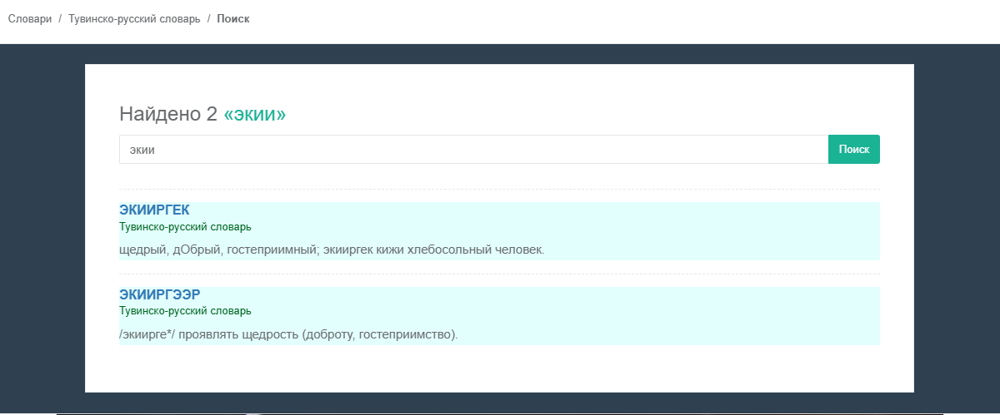 Словари / Тувинско-русский словарь / Поиск
Найдено 2 «экии»
экии
Поиск
ЭКИИРГЕК
Тувинско-русский словарь
щедрый, дОбрый, гостеприимный; экииргек кижи хлебосольный человек.
ЭКИИРГЭЭР
Тувинско-русский словарь
/экиирге*/ проявлять щедрость (доброту, гостеприимство).